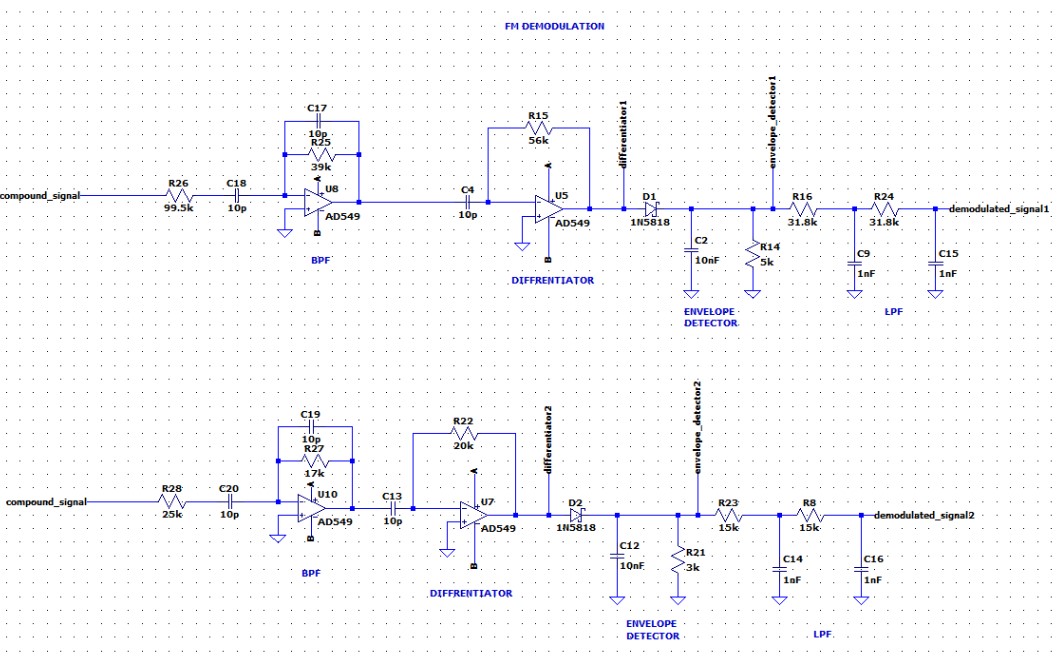 FM DEMODULATION
compound_signal
R26
99.5k
C18
10p
C17
10p
R25
39k
A
U8
AD549
B
BPF
C4
10p
R15
56k
A
U5
AD549
B
DIFFRENTIATOR
differentiator1
D1
1N5818
C2
10nF
R14
5k
ENVELOPE
DETECTOR
envelope_detector1
R16
31.8k
C9
1nF
R24
31.8k
C15
1nF
LPF
demodulated_signal1
compound_signal
R28
25k
C20
10p
C19
10p
R27
17k
A
U10
AD549
B
BPF
C13
10p
R22
20k
A
U7
AD549
B
DIFFRENTIATOR
differentiator2
D2
1N5818
C12
10nF
R21
3k
ENVELOPE
DETECTOR
envelope_detector2
R23
15k
C14
1nF
R8
15k
C16
1nF
LPF
demodulated_signal2